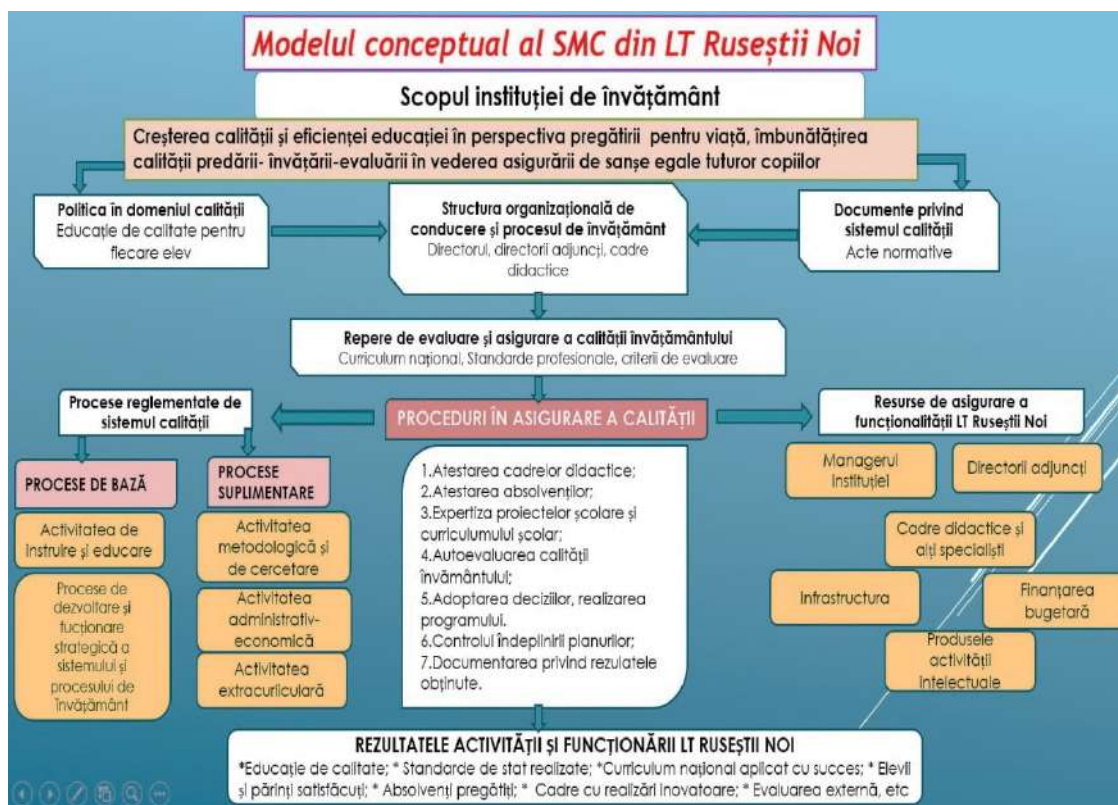 Modelul conceptual al SMC din LT Ruseștii Noi
Scopul instituției de învățământ
Creșterea calității și eficienței educației în perspectiva pregătirii pentru viață, îmbunătățirea
calității predării- învățării-evaluării în vederea asigurării de sanșe egale tuturor copiilor
Politica în domeniul calității
Educație de calitate pentru
fiecare elev
Structura organizațională de
conducere și procesul de învățământ
Directorul, directorii adjuncți, cadre
didactice
Documente privind
sistemul calității
Acte normative
Repere de evaluare și asigurare a calității învățământului
Curriculum național, Standarde profesionale, criterii de evaluare
Procese reglementate de
sistemul calității
PROCEDURI ÎN ASIGURARE A CALITĂȚII
Resurse de asigurare a
funcționalității LT Ruseștii Noi
PROCESE DE BAZĂ
Activitatea de
instruire și educare
Procese de
dezvoltare și
fucționare
strategică a
sistemului și
procesului de
învățământ
PROCESE
SUPLIMENTARE
Activitatea
metodologică și
de cercetare
Activitatea
administrativ-
economică
Activitatea
extracuriculară
1.Atestarea cadrelor didactice;
2.Atestarea absolvenților;
3.Expertiza proiectelor școlare și
curriculumului școlar;
4.Autoevaluarea calității
învământului;
5.Adoptarea deciziilor, realizarea
programului.
6.Controlul îndeplinirii planurilor;
7.Documentarea privind rezulatele
obținute.
Managerul
Instituției
Directorii adjuncți
Cadre didactice și
alți specialiști
Infrastructura
Finanțarea
bugetară
Produsele
activității
intelectuale
REZULTATELE ACTIVITĂȚII ȘI FUNCȚIONĂRII LT RUSEȘTII NOI
*Educație de calitate; * Standarde de stat realizate; *Curriculum național aplicat cu succes; * Elevii
și părinți satisfăcuți; * Absolvenți pregătiți; * Cadre cu realizări inovatoare; * Evaluarea externă, etc